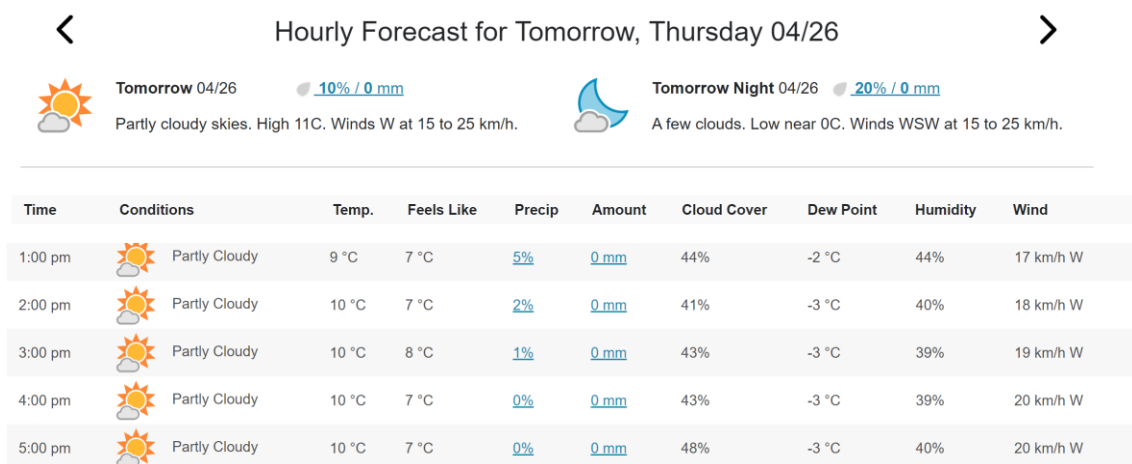 Hourly Forecast for Tomorrow, Thursday 04/26
Tomorrow 04/26 10% / 0 mm
Partly cloudy skies. High 11C. Winds W at 15 to 25 km/h.
Tomorrow Night 04/26 20% / 0 mm
A few clouds. Low near 0C. Winds WSW at 15 to 25 km/h.
Time Conditions Temp. Feels Like Precip Amount Cloud Cover Dew Point Humidity Wind
1:00 pm Partly Cloudy 9 °C 7 °C 5% 0 mm 44% -2 °C 44% 17 km/h W
2:00 pm Partly Cloudy 10 °C 7 °C 2% 0 mm 41% -3 °C 40% 18 km/h W
3:00 pm Partly Cloudy 10 °C 8 °C 1% 0 mm 43% -3 °C 39% 19 km/h W
4:00 pm Partly Cloudy 10 °C 7 °C 0% 0 mm 43% -3 °C 39% 20 km/h W
5:00 pm Partly Cloudy 10 °C 7 °C 0% 0 mm 48% -3 °C 40% 20 km/h W